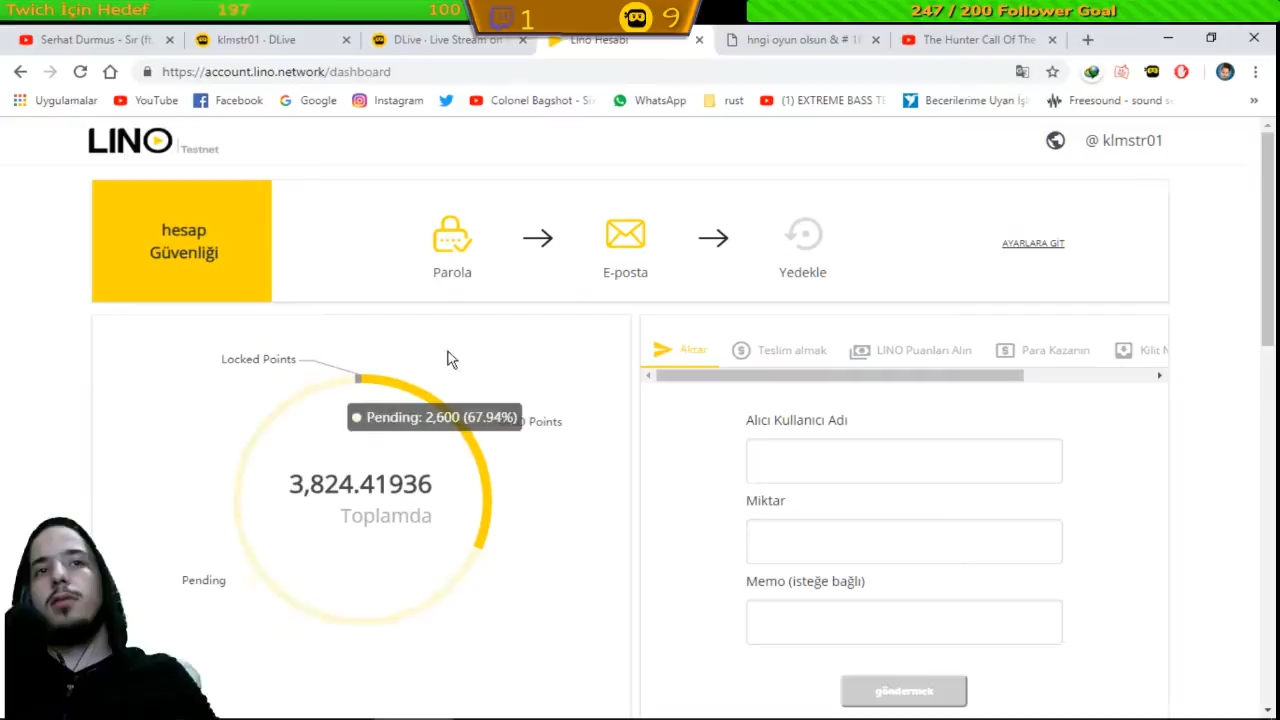 Twich İçin Hedef 197 100 1 9 247 / 200 Follower Goal
Serhat Durmus - Sır (ft. klmstr01 · DLive DLive · Live Stream on Lino Hesabı hngi oyun olsun & # 1 The Hunter Call Of The
https://account.lino.network/dashboard
Uygulamalar YouTube Facebook Google Instagram Colonel Bagshot - Six WhatsApp rust (1) EXTREME BASS TE Becerilerime Uyan İş Freesound - sound s
LINO Testnet @ klmstr01
hesap
Güvenliği
Parola E-posta Yedekle AYARLARA GİT
Locked Points
Pending: 2,600 (67.94%) Points
3,824.41936
Toplamda
Pending
Aktar Teslim almak LINO Puanları Alın Para Kazanın Kilit
Alıcı Kullanıcı Adı
Miktar
Memo (isteğe bağlı)
göndermek